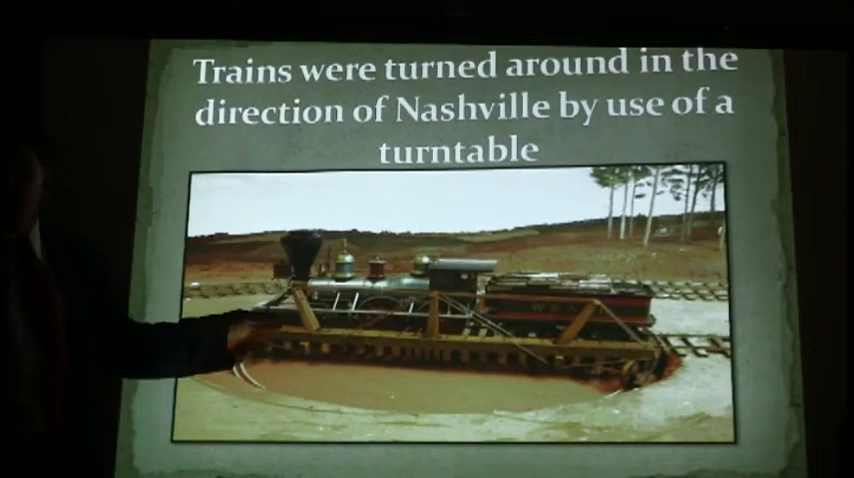 Trains were turned around in the
direction of Nashville by use of a
turntable